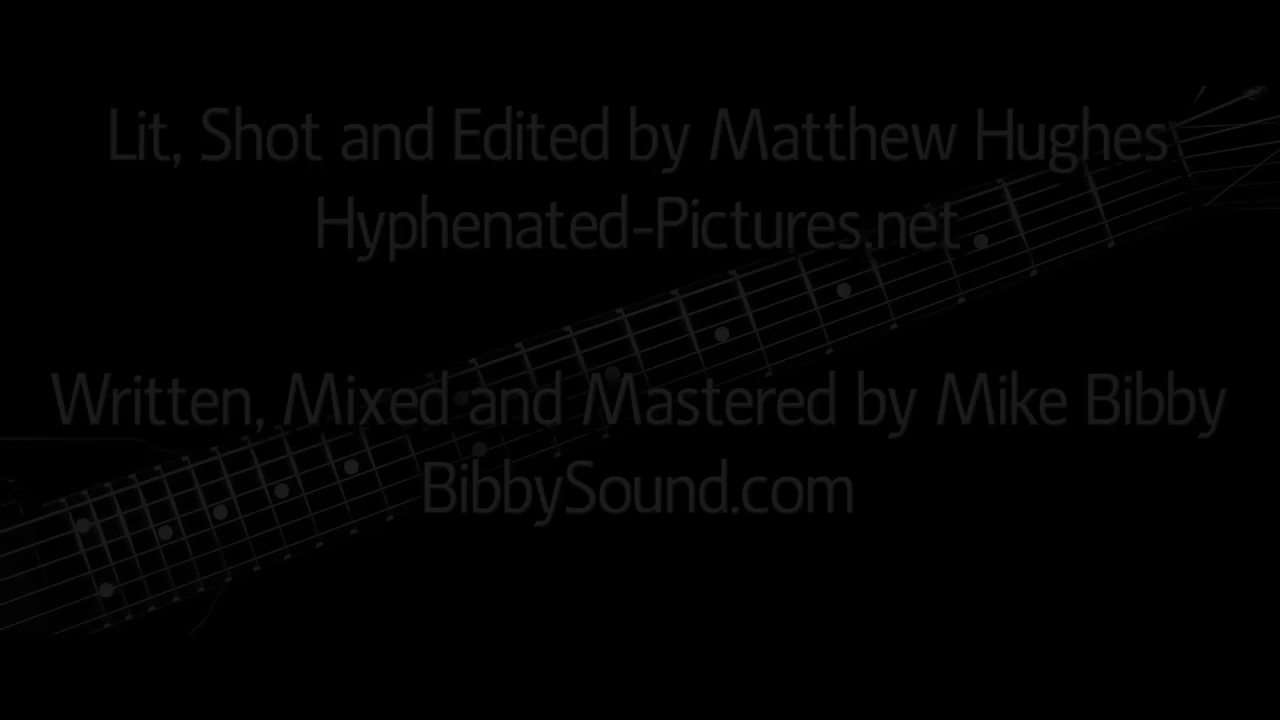 Lit, Shot and Edited by Matthew Hughes
Hyphenated-Pictures.net
Written, Mixed and Mastered by Mike Bibby
BibbySound.com